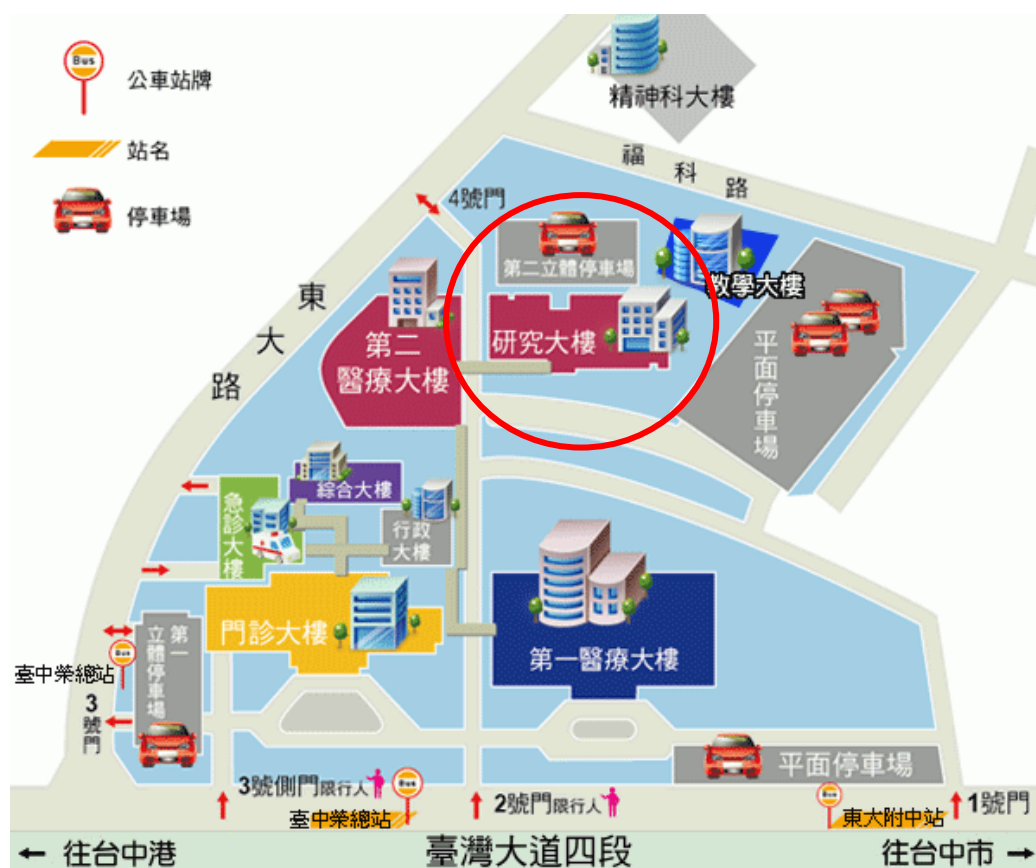 Bus
公車站牌
站名
停車場
精神科大樓
福科路
4號門
第二立體停車場
教學大樓
東大路
第二
醫療大樓
研究大樓
平面停車場
綜合大樓
急診大樓
行政
大樓
門診大樓
第一醫療大樓
第一
立體停車場
Bus
臺中榮總站
3號門
平面停車場
3號側門限行人
Bus
臺中榮總站
2號門限行人
Bus
東大附中站
1號門
← 往台中港
臺灣大道四段
往台中市 →